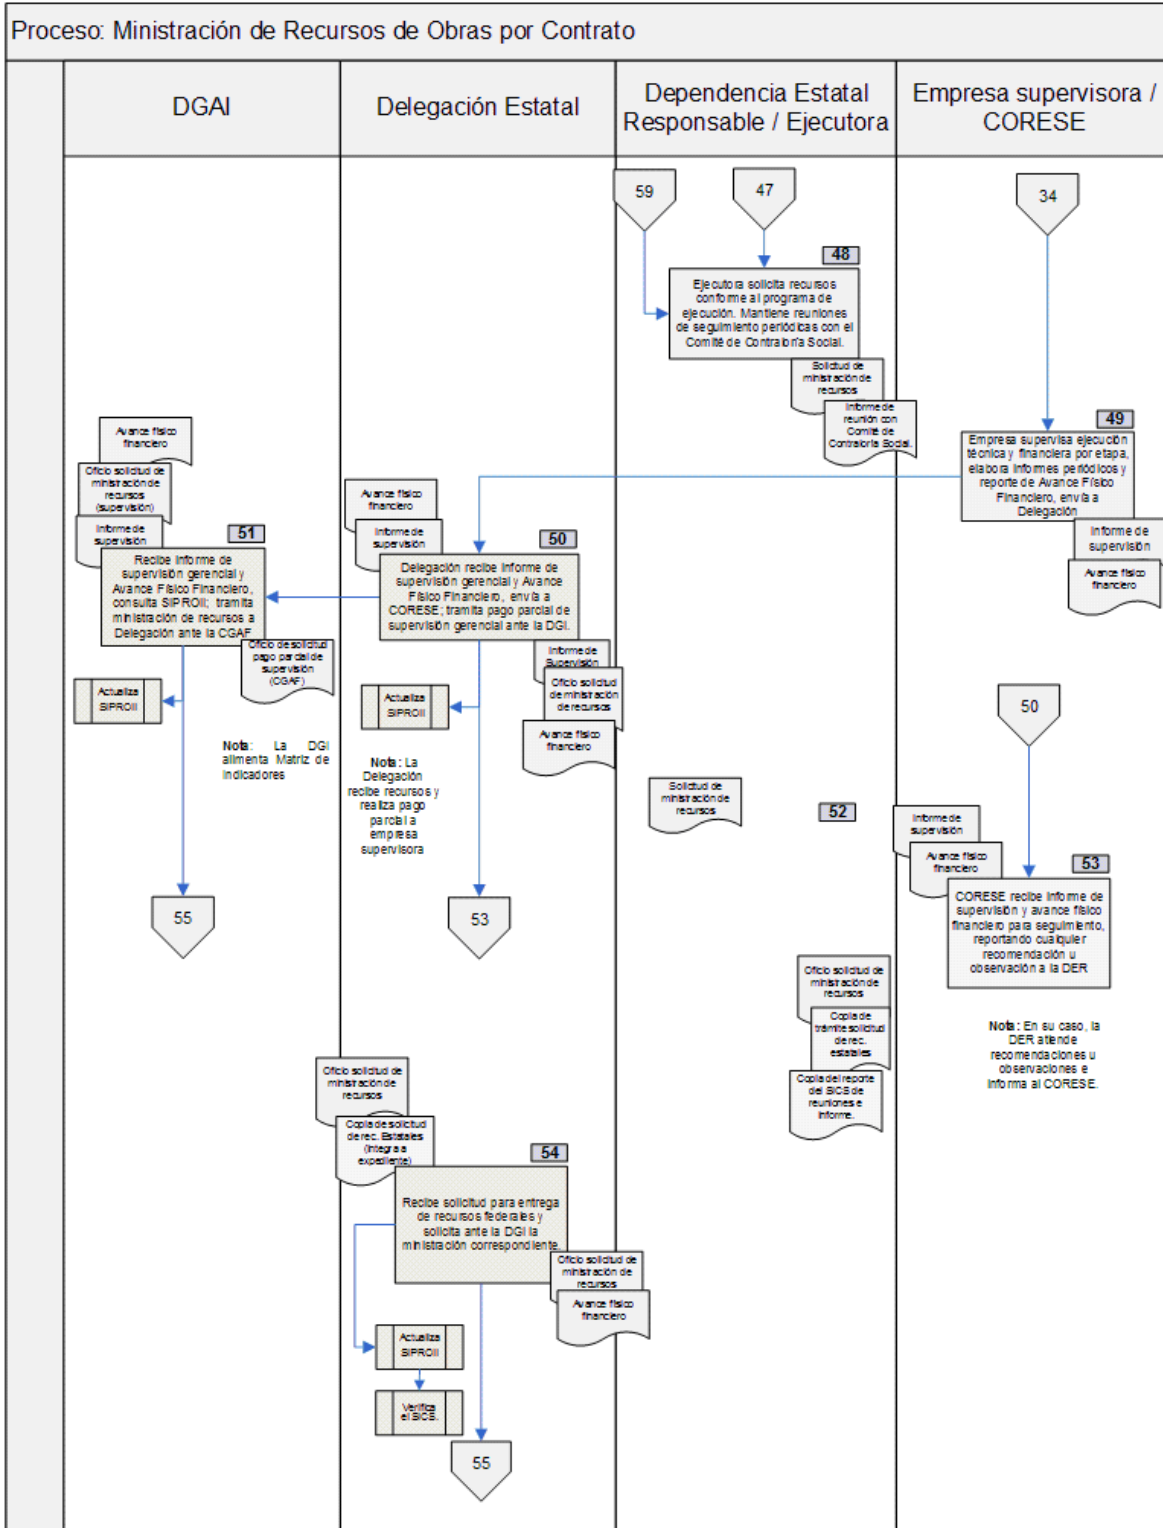 Proceso: Ministración de Recursos de Obras por Contrato
DGAI
Delegación Estatal
Dependencia Estatal
Responsable / Ejecutora
Empresa supervisora /
CORESE
59
47
34
48
Ejecutora solicita recursos
conforme al programa de
ejecución. Mantiene reuniones
de seguimiento periódicas con el
Comité de Contraloría Social.
Solicitud de
ministración de
recursos
Informe de
reunión con
Comité de
Contraloría Social.
49
Empresa supervisa ejecución
técnica y financiera por etapa,
elabora informes periódicos y
reporte de Avance Físico
Financiero, envía a
Delegación
Informe de
supervisión
Avance físico
financiero
Avance físico
financiero
Informe de
supervisión
50
Delegación recibe informe de
supervisión gerencial y Avance
Físico Financiero, envía a
CORESE; tramita pago parcial de
supervisión gerencial ante la DGI.
Informe de
Supervisión
Oficio solicitud
de ministración
de recursos
Avance físico
financiero
Actualiza
SIPROII
Nota: La
Delegación
recibe recursos y
realiza pago
parcial a
empresa
supervisora
53
Avance físico
financiero
Oficio solicitud de
ministración de
recursos
(supervisión)
Informe de
supervisión
51
Recibe informe de
supervisión gerencial y
Avance Físico Financiero,
consulta SIPROII; tramita
ministración de recursos a
Delegación ante la CGAF
Oficio de solicitud
pago parcial de
supervisión
(CGAF)
Actualiza
SIPROII
Nota: La DGI
alimenta Matriz de
Indicadores
55
Solicitud de
ministración de
recursos
52
50
Informe de
supervisión
Avance físico
financiero
53
CORESE recibe informe de
supervisión y avance físico
financiero para seguimiento,
reportando cualquier
recomendación u
observación a la DER
Nota: En su caso, la
DER atiende
recomendaciones u
observaciones e
informa al CORESE.
Oficio solicitud de
ministración de
recursos
Copia de
trámite solicitud
de rec.
estatales
Copia del reporte
del SICS de
reuniones e
informe.
Oficio solicitud de
ministración de
recursos
Copia de solicitud
de rec. Estatales
(integra a
expediente)
54
Recibe solicitud para entrega
de recursos federales y
solicita ante la DGI la
ministración correspondiente.
Oficio solicitud de
ministración de
recursos
Avance físico
financiero
Actualiza
SIPROII
Verifica
el SICS.
55